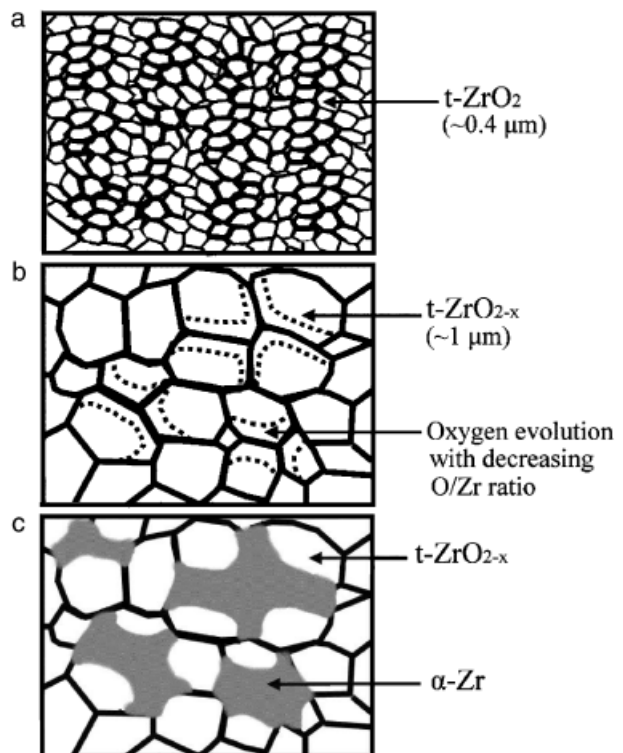 a
t-ZrO₂
(~0.4 μm)
b
t-ZrO₂₋ₓ
(~1 μm)
Oxygen evolution
with decreasing
O/Zr ratio
c
t-ZrO₂₋ₓ
α-Zr